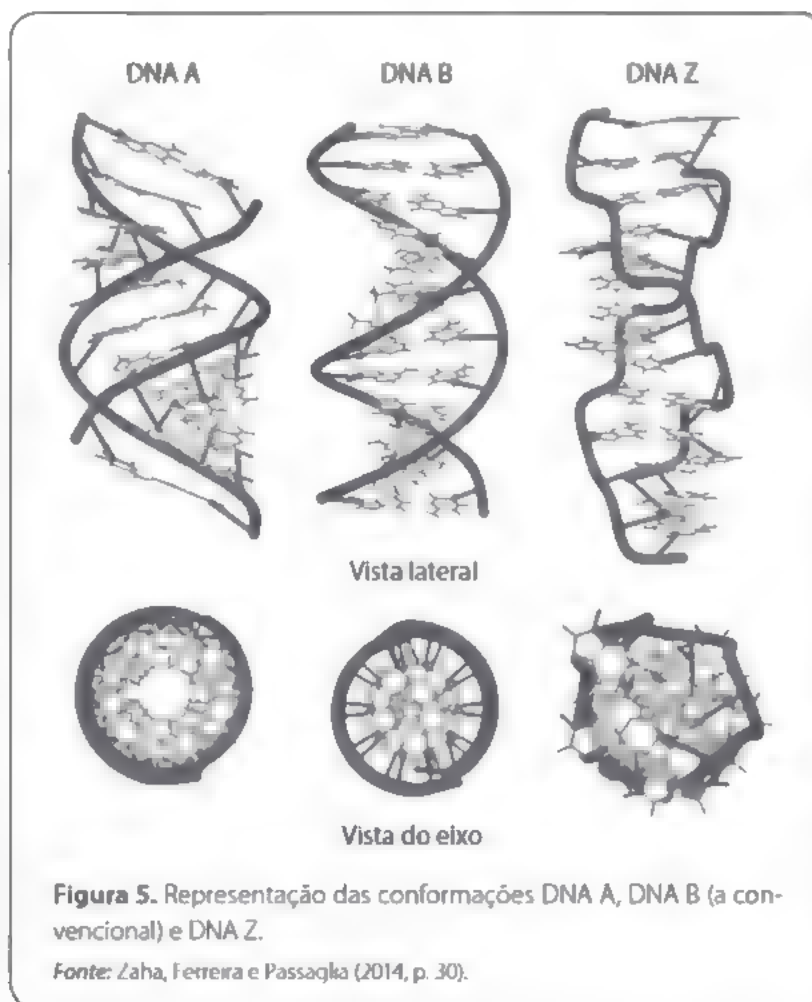 DNA A DNA B DNA Z
Vista lateral
Vista do eixo
Figura 5. Representação das conformações DNA A, DNA B (a con-
vencional) e DNA Z.
Fonte: Zaha, Ferreira e Passaglia (2014, p. 30).